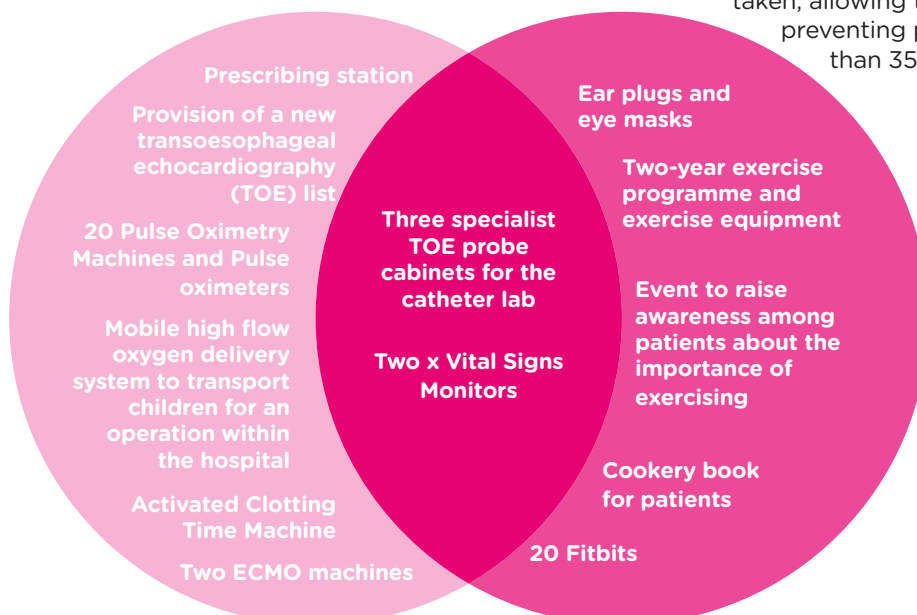 taken, allowing t
preventing p
than 35
Prescribing station
Provision of a new
transoesophageal
echocardiography
(TOE) list
20 Pulse Oximetry
Machines and Pulse
oximeters
Mobile high flow
oxygen delivery
system to transport
children for an
operation within
the hospital
Activated Clotting
Time Machine
Two ECMO machines
Three specialist
TOE probe
cabinets for the
catheter lab
Two x Vital Signs
Monitors
Ear plugs and
eye masks
Two-year exercise
programme and
exercise equipment
Event to raise
awareness among
patients about the
importance of
exercising
Cookery book
for patients
20 Fitbits